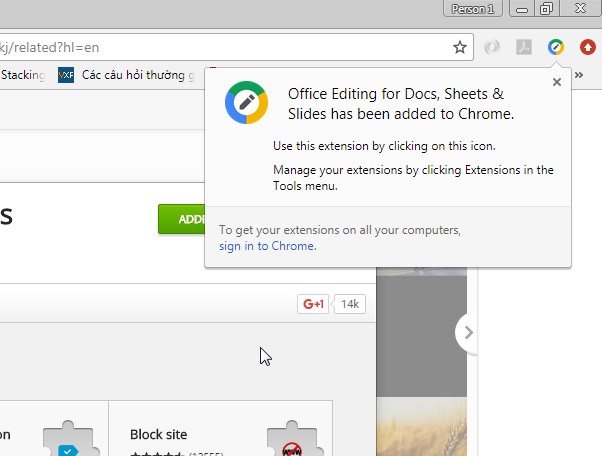 Person 1
kj/related?hl=en
Stacking
VXF
Các câu hỏi thường g
»
Office Editing for Docs, Sheets &
Slides has been added to Chrome.
Use this extension by clicking on this icon.
Manage your extensions by clicking Extensions in the
Tools menu.
To get your extensions on all your computers,
sign in to Chrome.
s
ADDE
G+1
14k
on
Block site